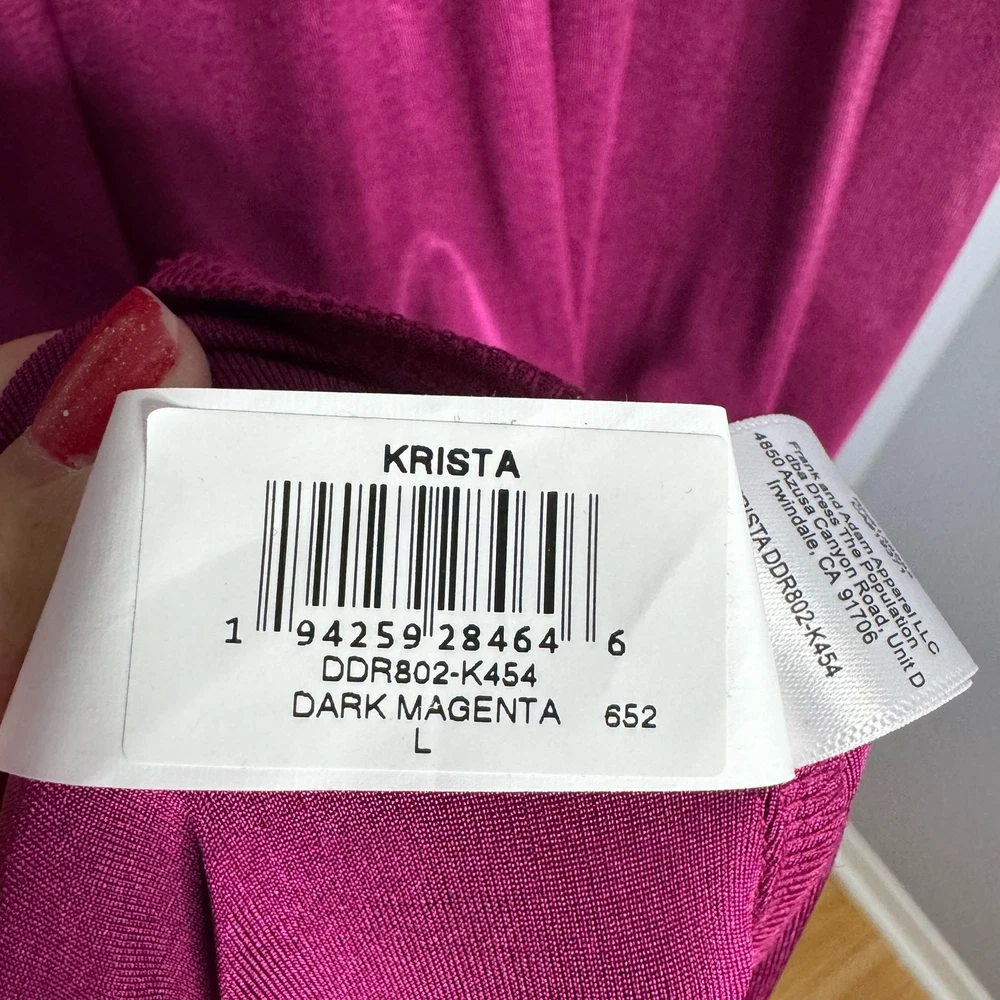 KRISTA
1 94259 28464 6
DDR802-K454
DARK MAGENTA 652
L
Frank and Adam Apparel LLC
dba Dress The Population
4850 Azusa Canyon Road, Unit D
Irwindale, CA 91706
DDR802-K454